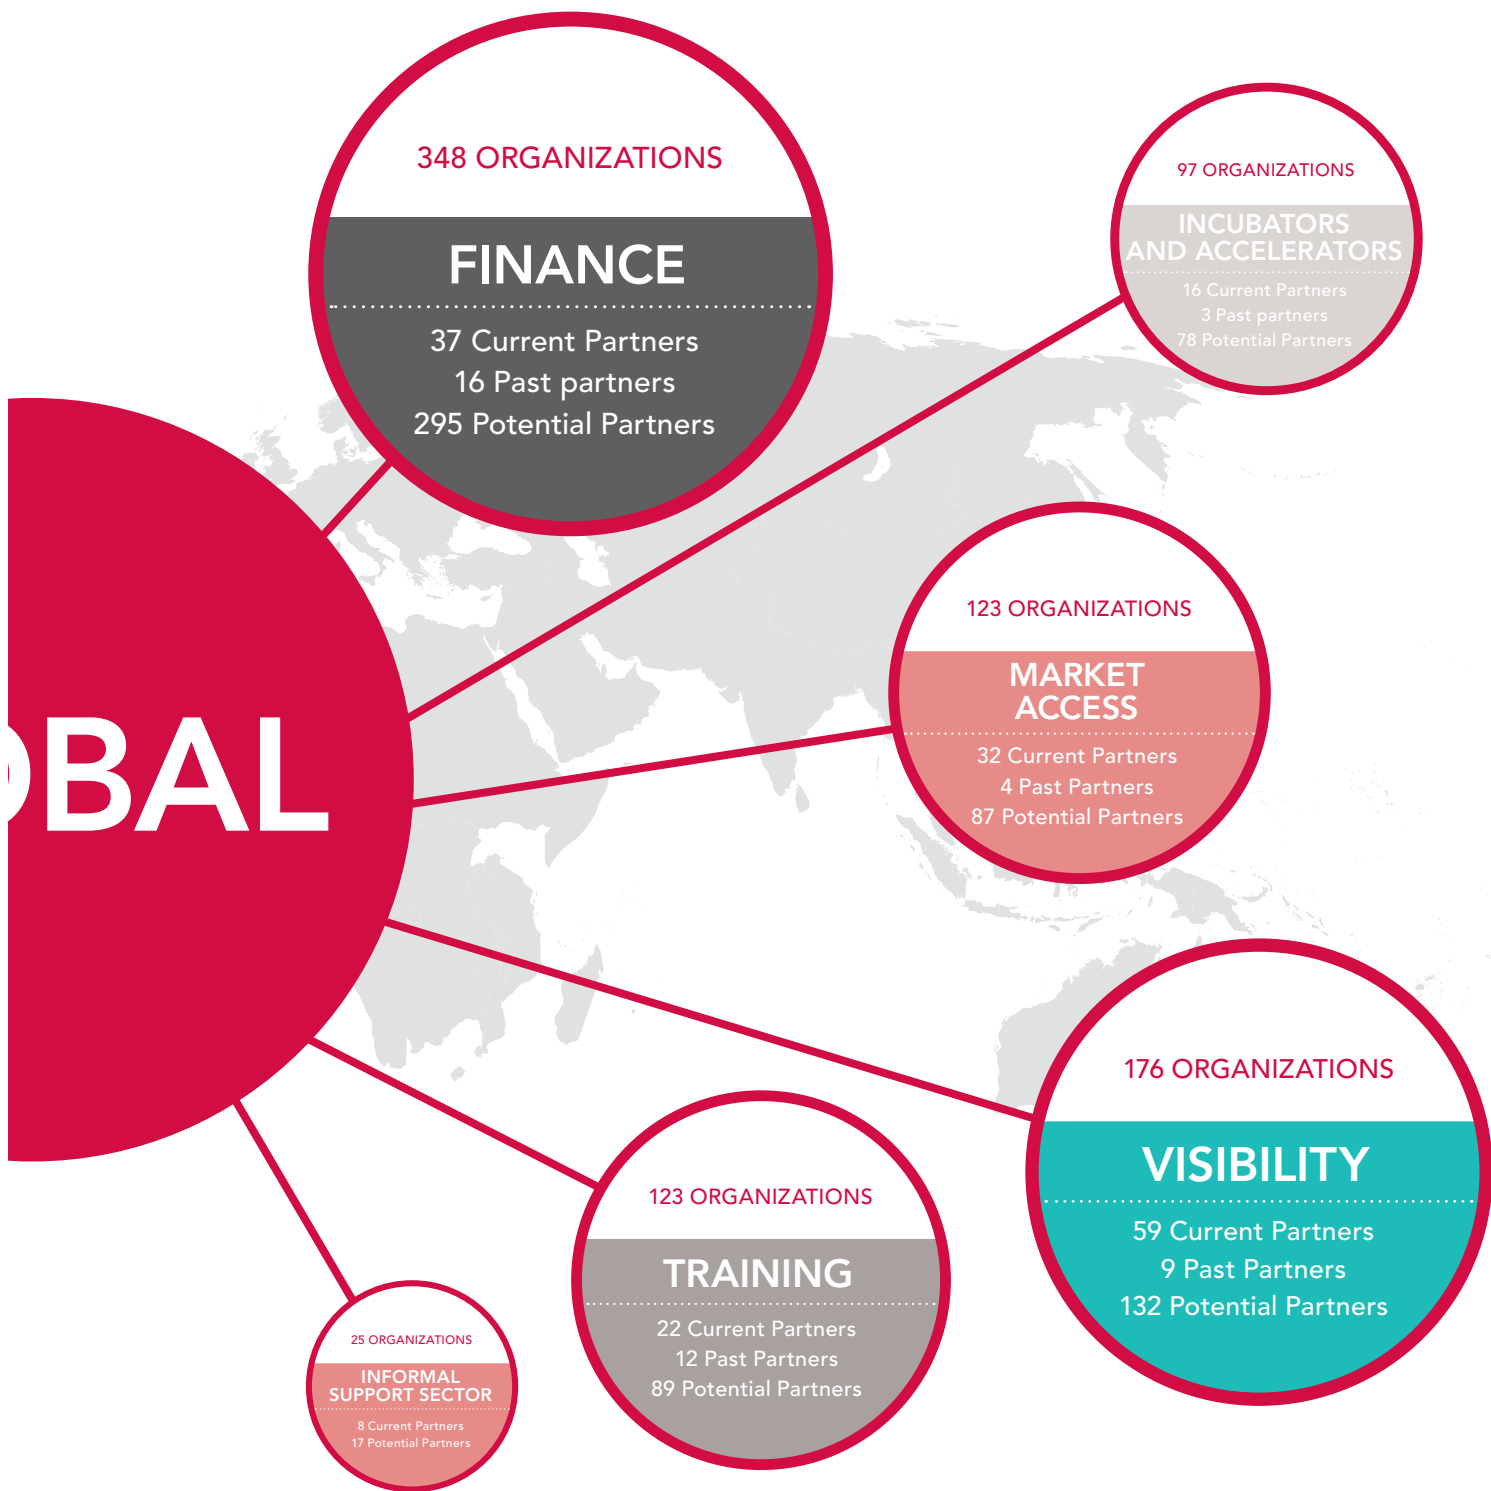 348 ORGANIZATIONS
FINANCE
37 Current Partners
16 Past partners
295 Potential Partners
97 ORGANIZATIONS
INCUBATORS
AND ACCELERATORS
16 Current Partners
3 Past partners
78 Potential Partners
123 ORGANIZATIONS
MARKET
ACCESS
32 Current Partners
4 Past Partners
87 Potential Partners
OBAL
176 ORGANIZATIONS
VISIBILITY
59 Current Partners
9 Past Partners
132 Potential Partners
123 ORGANIZATIONS
TRAINING
22 Current Partners
12 Past Partners
89 Potential Partners
25 ORGANIZATIONS
INFORMAL
SUPPORT SECTOR
8 Current Partners
17 Potential Partners